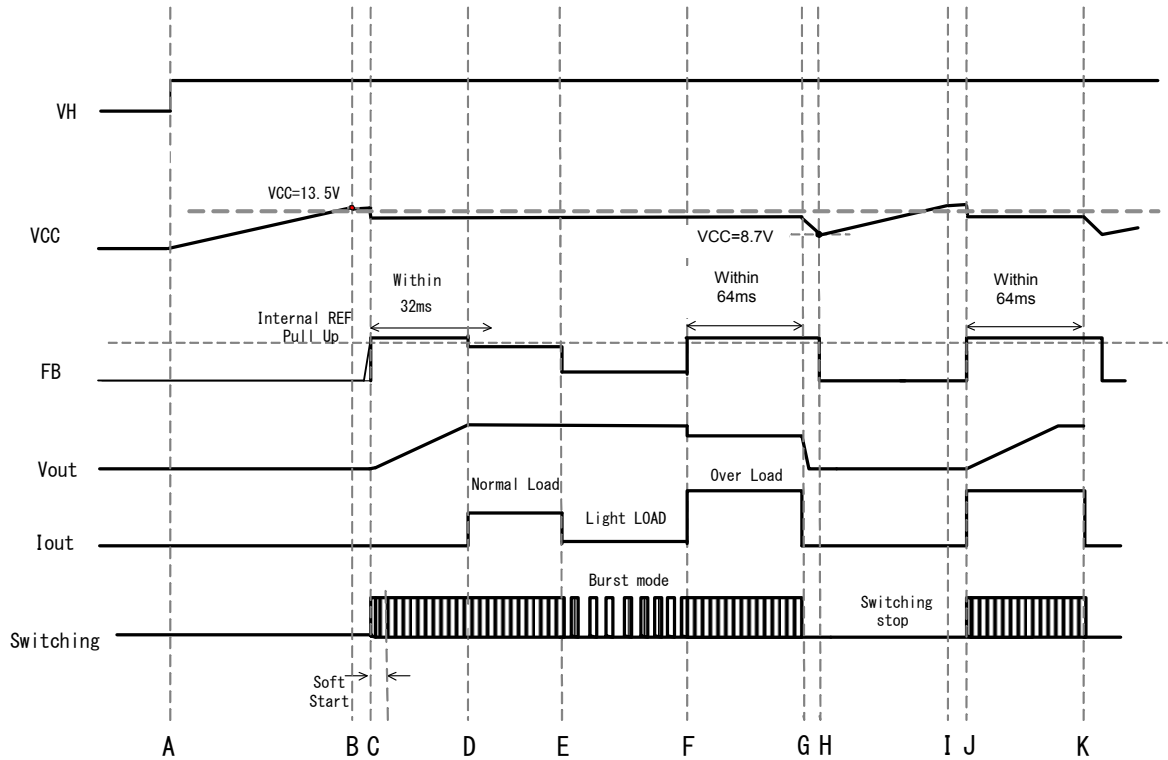 VH
VCC=13.5V
VCC
VCC=8.7V
Within
32ms
Within
64ms
Within
64ms
Internal REF
Pull Up
FB
Vout
Normal Load
Over Load
Light LOAD
Iout
Burst mode
Switching
stop
Switching
Soft
Start
A B C D E F G H I J K